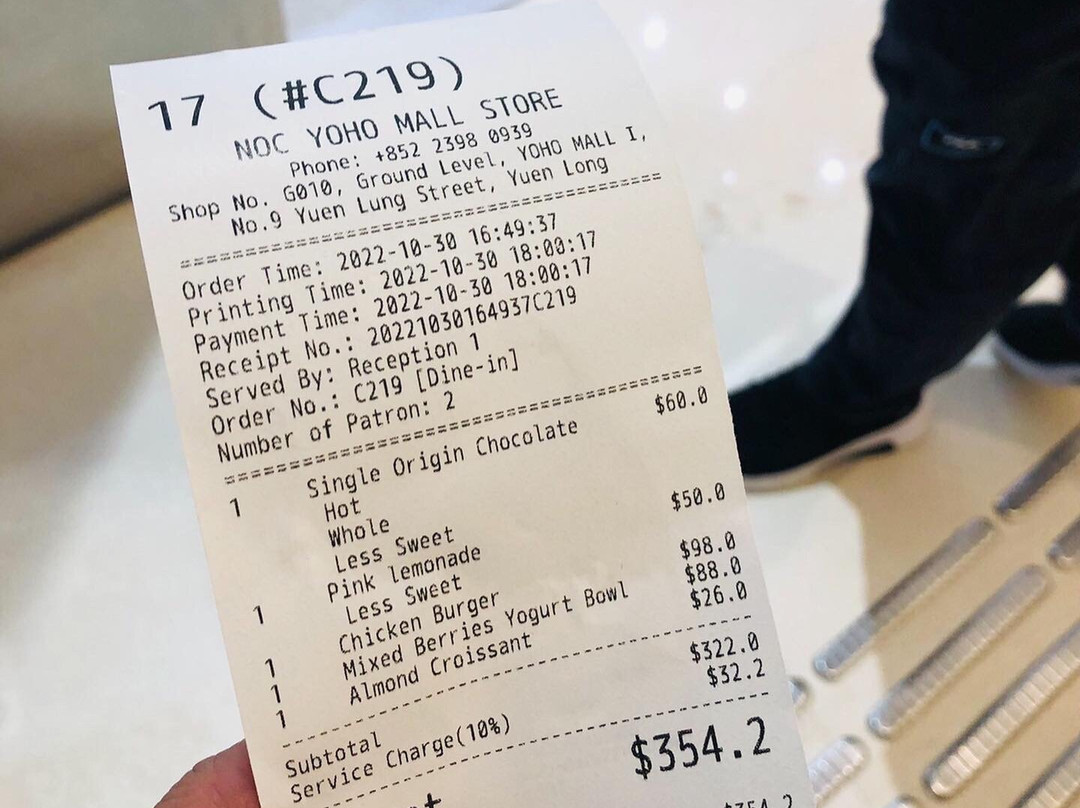 17 (#C219)
NOC YOHO MALL STORE
Phone: +852 2398 0939
Shop No. G010, Ground Level, YOHO MALL I,
No.9 Yuen Lung Street, Yuen Long
Order Time: 2022-10-30 16:49:37
Printing Time: 2022-10-30 18:00:17
Payment Time: 2022-10-30 18:00:17
Receipt No.: 20221030164937C219
Served By: Reception 1
Order No.: C219 [Dine-in]
Number of Patron: 2
1 Single Origin Chocolate $60.0
Hot
Whole
Less Sweet
1 Pink lemonade $50.0
Less Sweet
1 Chicken Burger $98.0
1 Mixed Berries Yogurt Bowl $88.0
1 Almond Croissant $26.0
Subtotal $322.0
Service Charge(10%) $32.2
$354.2